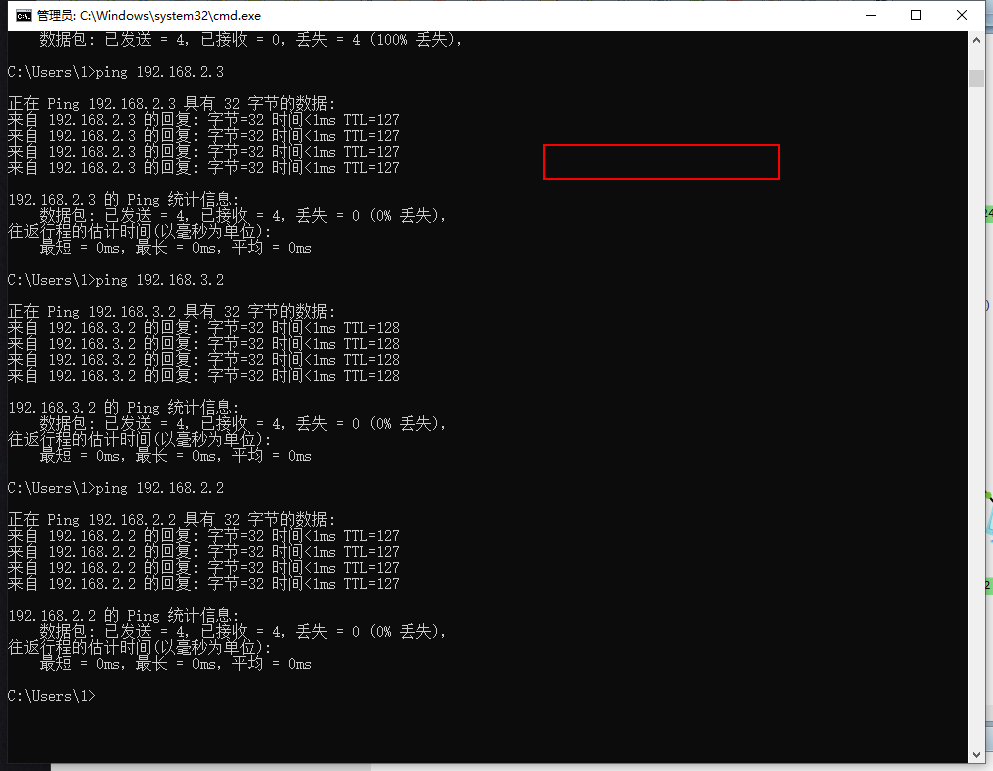 管理员: C:\Windows\system32\cmd.exe
数据包: 已发送 = 4，已接收 = 0，丢失 = 4 (100% 丢失)，
C:\Users\l>ping 192.168.2.3
正在 Ping 192.168.2.3 具有 32 字节的数据:
来自 192.168.2.3 的回复: 字节=32 时间<1ms TTL=127
来自 192.168.2.3 的回复: 字节=32 时间<1ms TTL=127
来自 192.168.2.3 的回复: 字节=32 时间<1ms TTL=127
来自 192.168.2.3 的回复: 字节=32 时间<1ms TTL=127
192.168.2.3 的 Ping 统计信息:
数据包: 已发送 = 4，已接收 = 4，丢失 = 0 (0% 丢失)，
往返行程的估计时间(以毫秒为单位):
最短 = 0ms，最长 = 0ms，平均 = 0ms
C:\Users\l>ping 192.168.3.2
正在 Ping 192.168.3.2 具有 32 字节的数据:
来自 192.168.3.2 的回复: 字节=32 时间<1ms TTL=128
来自 192.168.3.2 的回复: 字节=32 时间<1ms TTL=128
来自 192.168.3.2 的回复: 字节=32 时间<1ms TTL=128
来自 192.168.3.2 的回复: 字节=32 时间<1ms TTL=128
192.168.3.2 的 Ping 统计信息:
数据包: 已发送 = 4，已接收 = 4，丢失 = 0 (0% 丢失)，
往返行程的估计时间(以毫秒为单位):
最短 = 0ms，最长 = 0ms，平均 = 0ms
C:\Users\l>ping 192.168.2.2
正在 Ping 192.168.2.2 具有 32 字节的数据:
来自 192.168.2.2 的回复: 字节=32 时间<1ms TTL=127
来自 192.168.2.2 的回复: 字节=32 时间<1ms TTL=127
来自 192.168.2.2 的回复: 字节=32 时间<1ms TTL=127
来自 192.168.2.2 的回复: 字节=32 时间<1ms TTL=127
192.168.2.2 的 Ping 统计信息:
数据包: 已发送 = 4，已接收 = 4，丢失 = 0 (0% 丢失)，
往返行程的估计时间(以毫秒为单位):
最短 = 0ms，最长 = 0ms，平均 = 0ms
C:\Users\l>